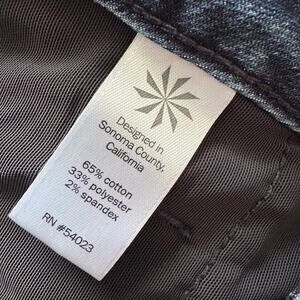 Designed in
Sonoma County,
California
65% cotton
33% polyester
2% spandex
RN #54023